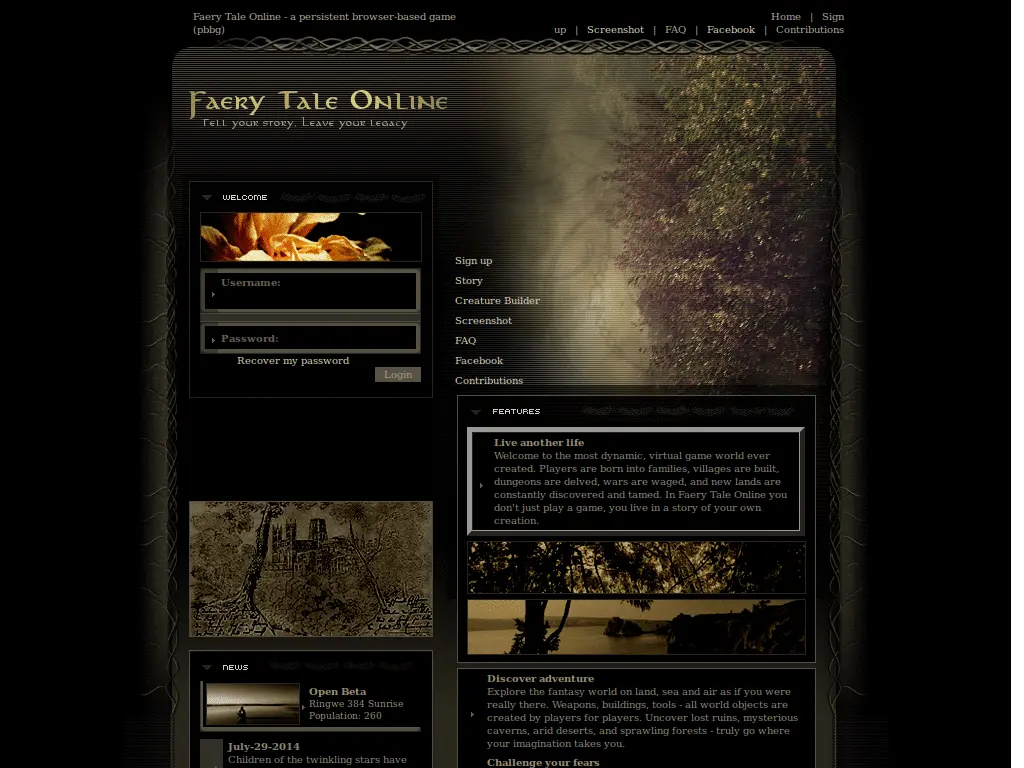 Faery Tale Online - a persistent browser-based game
(pbbg)
Home | Sign
up | Screenshot | FAQ | Facebook | Contributions
Faery Tale Online
Tell your story. Leave your legacy
WELCOME
Username:
Password:
Recover my password
Login
Sign up
Story
Creature Builder
Screenshot
FAQ
Facebook
Contributions
FEATURES
Live another life
Welcome to the most dynamic, virtual game world ever
created. Players are born into families, villages are built,
dungeons are delved, wars are waged, and new lands are
constantly discovered and tamed. In Faery Tale Online you
don't just play a game, you live in a story of your own
creation.
NEWS
Open Beta
Ringwe 384 Sunrise
Population: 260
July-29-2014
Children of the twinkling stars have
Discover adventure
Explore the fantasy world on land, sea and air as if you were
really there. Weapons, buildings, tools - all world objects are
created by players for players. Uncover lost ruins, mysterious
caverns, arid deserts, and sprawling forests - truly go where
your imagination takes you.
Challenge your fears